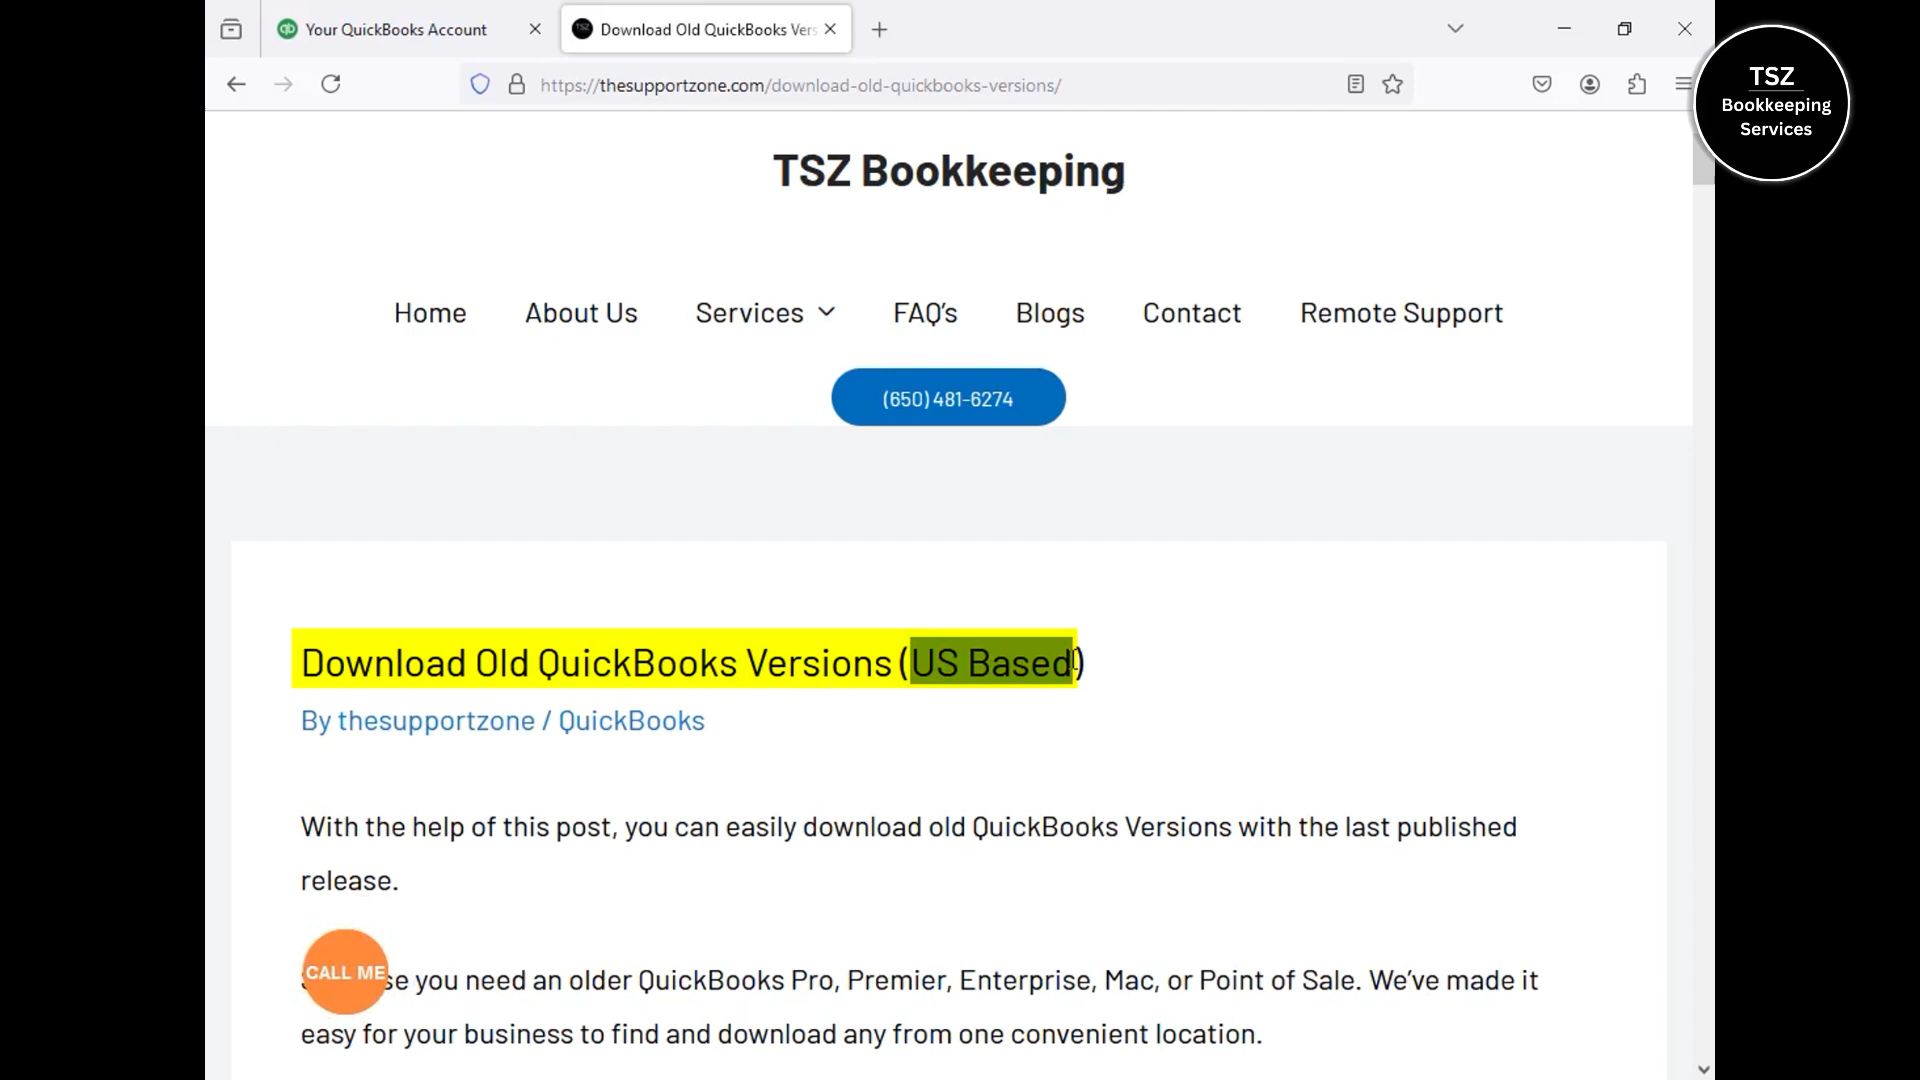 Your QuickBooks Account
Download Old QuickBooks Vers
https://thesupportzone.com/download-old-quickbooks-versions/
TSZ
Bookkeeping
Services
TSZ Bookkeeping
Home About Us Services FAQ’s Blogs Contact Remote Support
(650) 481-6274
Download Old QuickBooks Versions (US Based)
By thesupportzone / QuickBooks
With the help of this post, you can easily download old QuickBooks Versions with the last published
release.
CALL ME
you need an older QuickBooks Pro, Premier, Enterprise, Mac, or Point of Sale. We’ve made it
easy for your business to find and download any from one convenient location.